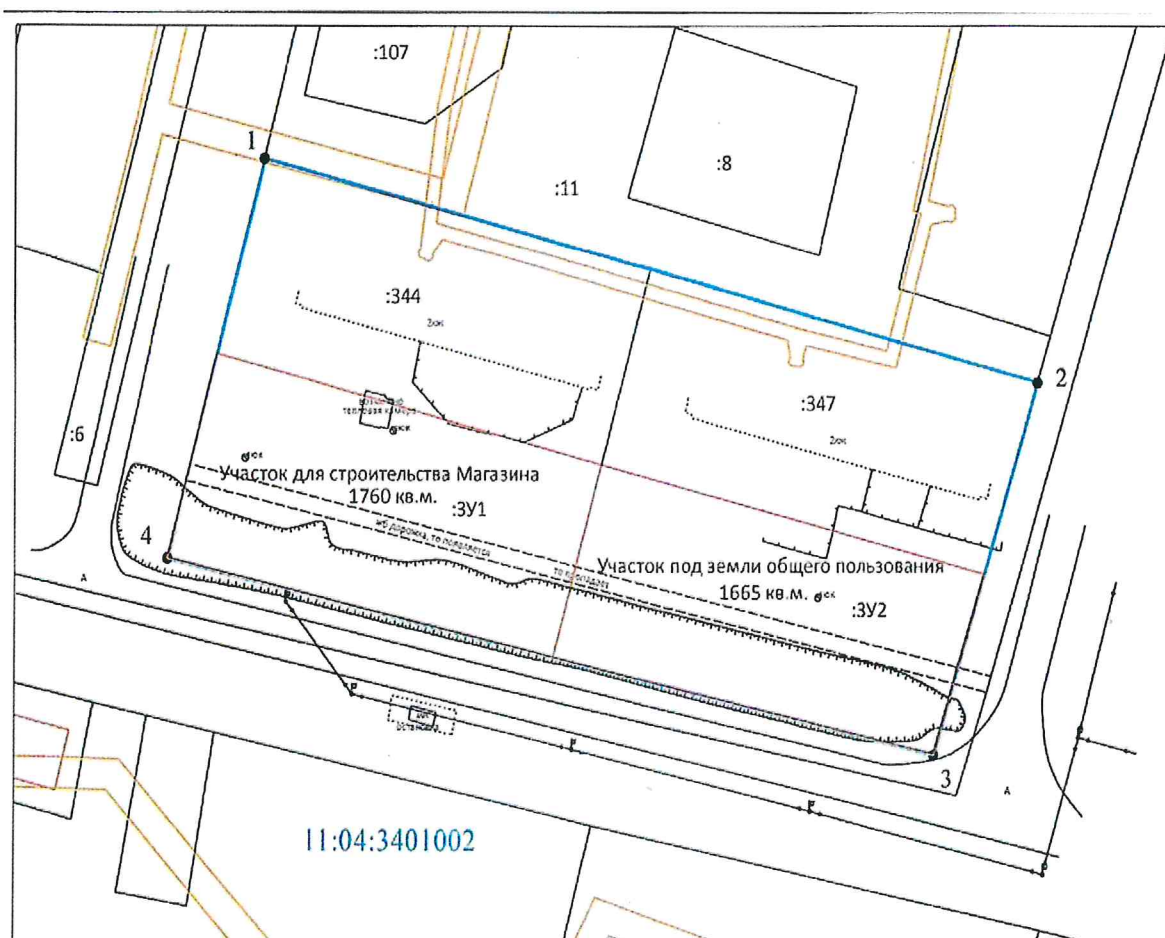 :107
1
:11
:8
:344
2
:347
:6
Участок для строительства Магазина
1760 кв.м.
:ЗУ1
4
Участок под земли общего пользования
1665 кв.м.
:ЗУ2
А
3
А
11:04:3401002